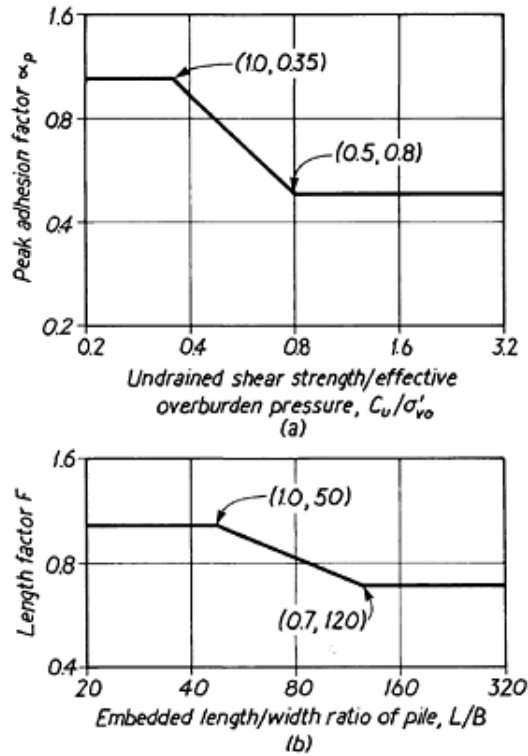 1.6
(1.0, 0.35)
0.8
(0.5, 0.8)
0.4
0.2
0.2 0.4 0.8 1.6 3.2
Peak adhesion factor ∝p
Undrained shear strength/effective
overburden pressure, Cu/σ'vo
(a)
1.6
(1.0, 50)
0.8
(0.7, 120)
0.4
20 40 80 160 320
Length factor F
Embedded length/width ratio of pile, L/B
(b)